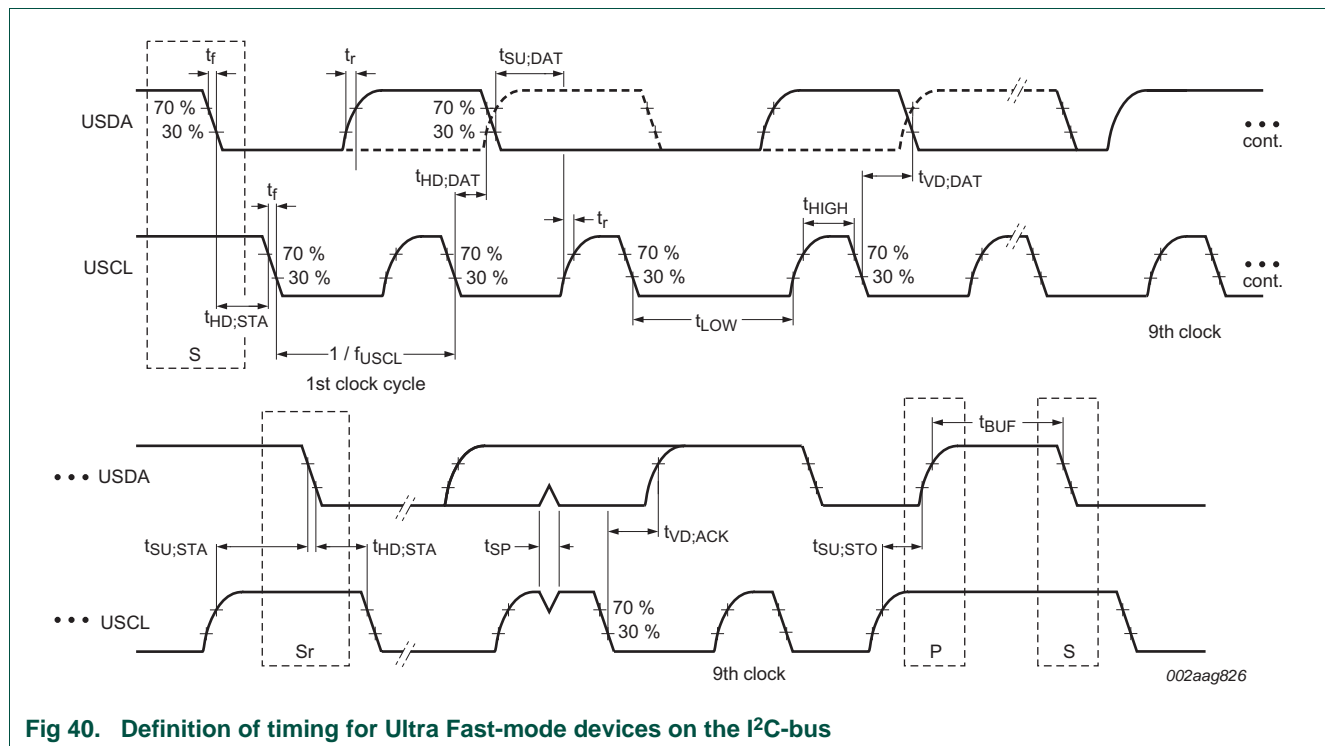 tf
tr
tSU;DAT
USDA
70 %
30 %
70 %
30 %
••• cont.
tHD;DAT
tVD;DAT
tf
tr
tHIGH
USCL
70 %
30 %
70 %
30 %
70 %
30 %
70 %
30 %
••• cont.
tHD;STA
tLOW
S
1 / fUSCL
1st clock cycle
9th clock
tBUF
••• USDA
tSU;STA
tHD;STA
tSP
tVD;ACK
tSU;STO
••• USCL
70 %
30 %
Sr
9th clock
P
S
002aag826
Fig 40. Definition of timing for Ultra Fast-mode devices on the I²C-bus